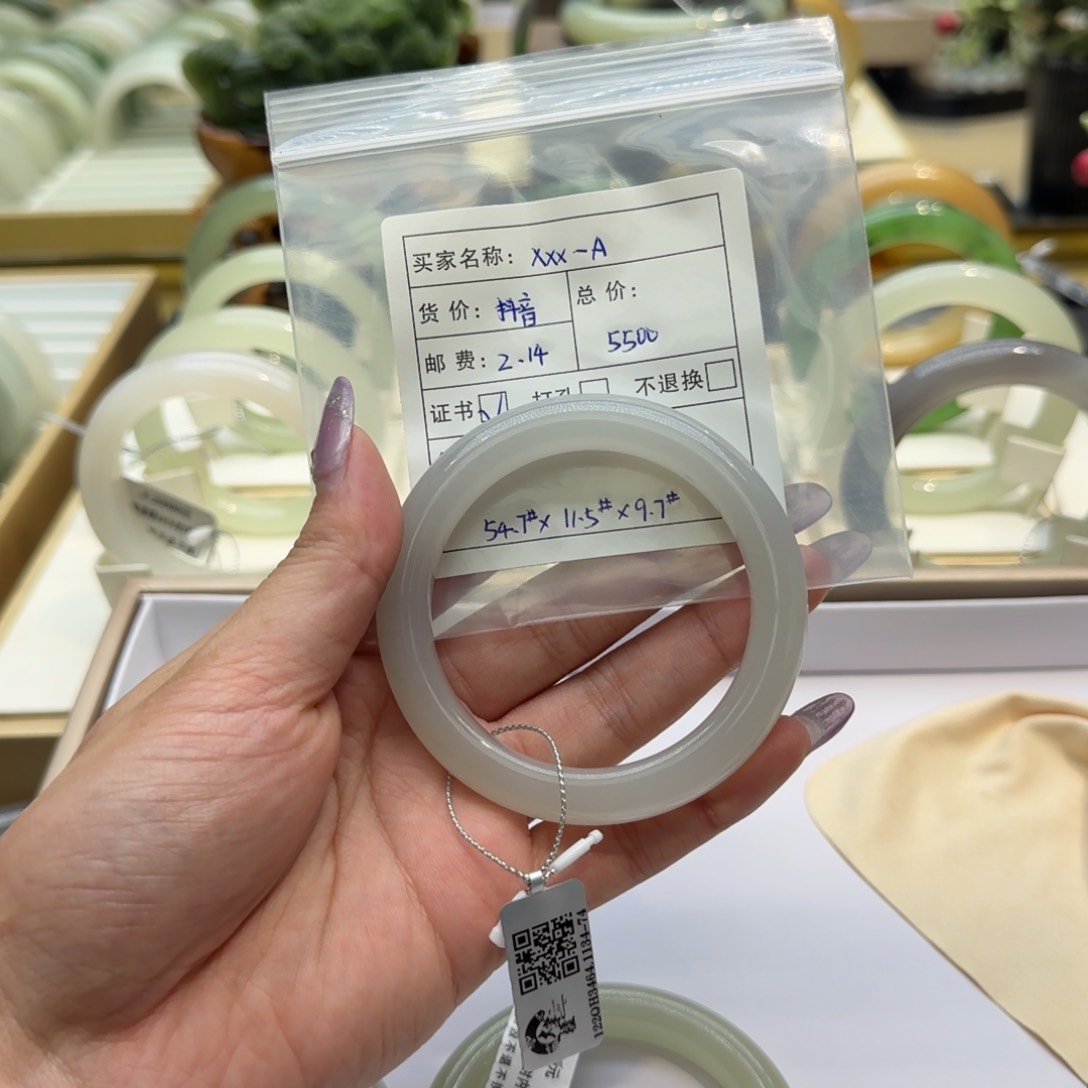 买家名称：xxx-A
货 价：抖音
总 价：
5500
邮 费：2.14
证书
不退换
54.7#x 11.5#x9.7#